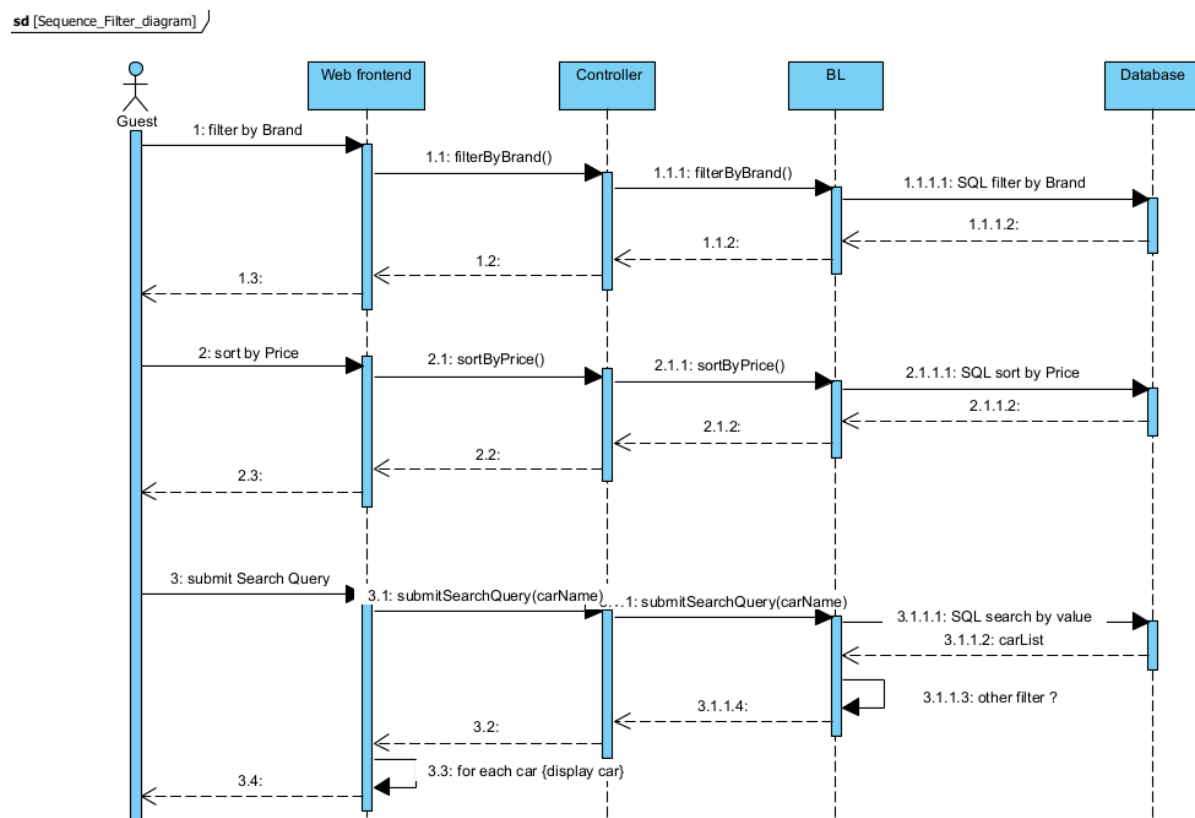 sd [Sequence_Filter_diagram]
Web frontend
Controller
BL
Database
Guest
1: filter by Brand
1.1: filterByBrand()
1.1.1: filterByBrand()
1.1.1.1: SQL filter by Brand
1.1.1.2:
1.1.2:
1.2:
1.3:
2: sort by Price
2.1: sortByPrice()
2.1.1: sortByPrice()
2.1.1.1: SQL sort by Price
2.1.1.2:
2.1.2:
2.2:
2.3:
3: submit Search Query
3.1: submitSearchQuery(carName)
submitSearchQuery(carName)
3.1.1.1: SQL search by value
3.1.1.2: carList
3.1.1.3: other filter ?
3.1.1.4:
3.2:
3.3: for each car {display car}
3.4: